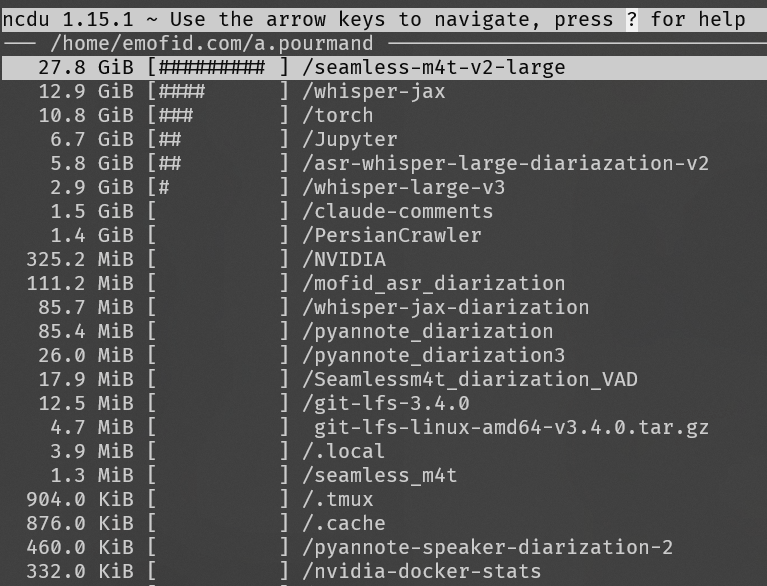 ncdu 1.15.1 ~ Use the arrow keys to navigate, press ? for help
── /home/emofid.com/a.pourmand ──────────
27.8 GiB [######### ] /seamless-m4t-v2-large
12.9 GiB [####      ] /whisper-jax
10.8 GiB [###       ] /torch
6.7 GiB [##        ] /Jupyter
5.8 GiB [##        ] /asr-whisper-large-diariazation-v2
2.9 GiB [#         ] /whisper-large-v3
1.5 GiB [          ] /claude-comments
1.4 GiB [          ] /PersianCrawler
325.2 MiB [          ] /NVIDIA
111.2 MiB [          ] /mofid_asr_diarization
85.7 MiB [          ] /whisper-jax-diarization
85.4 MiB [          ] /pyannote_diarization
26.0 MiB [          ] /pyannote_diarization3
17.9 MiB [          ] /Seamlessm4t_diarization_VAD
12.5 MiB [          ] /git-lfs-3.4.0
4.7 MiB [          ]  git-lfs-linux-amd64-v3.4.0.tar.gz
3.9 MiB [          ] /.local
1.3 MiB [          ] /seamless_m4t
904.0 KiB [          ] /.tmux
876.0 KiB [          ] /.cache
460.0 KiB [          ] /pyannote-speaker-diarization-2
332.0 KiB [          ] /nvidia-docker-stats